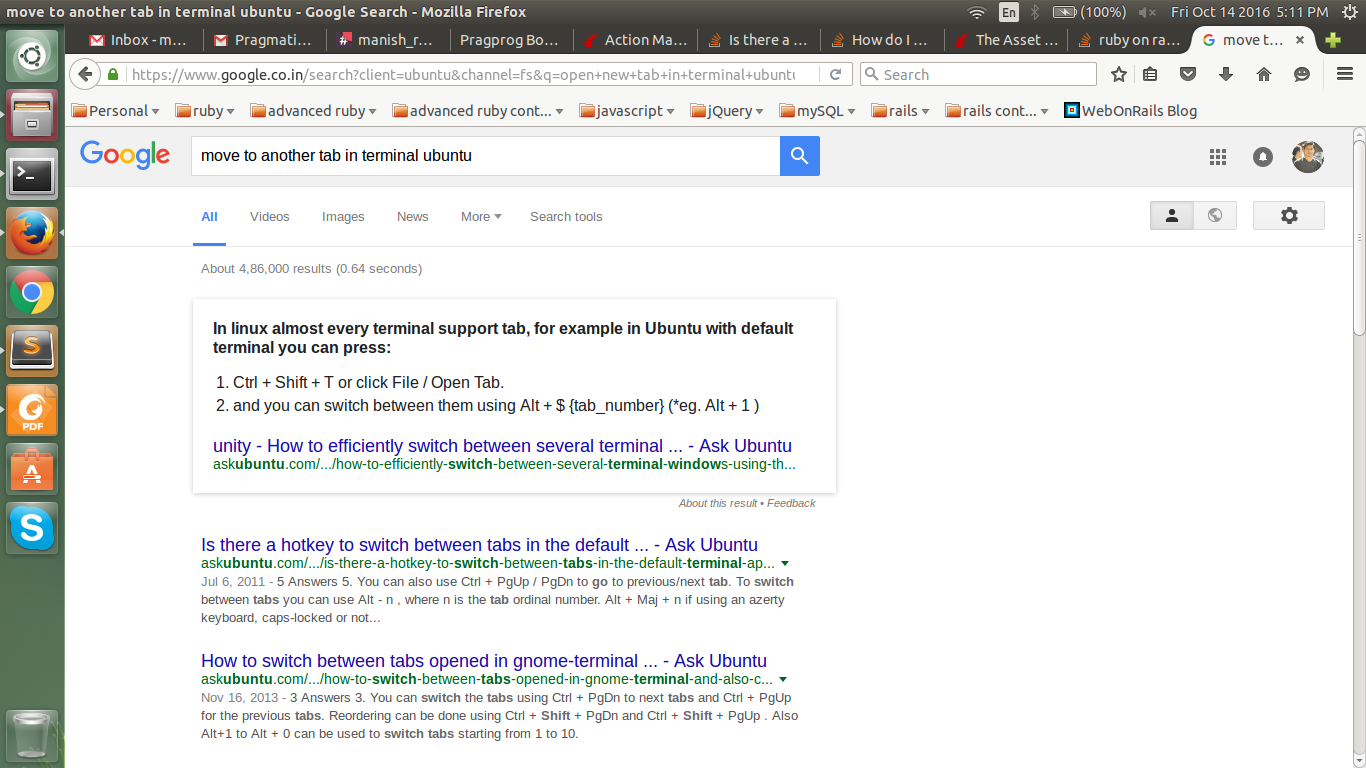 move to another tab in terminal ubuntu - Google Search - Mozilla Firefox
En
(100%)
Fri Oct 14 2016 5:11 PM
Inbox - m...
Pragmati...
manish_r...
Pragprog Bo...
Action Ma...
Is there a ...
How do I ...
The Asset ...
ruby on ra...
move t...
https://www.google.co.in/search?client=ubuntu&channel=fs&q=open+new+tab+in+terminal+ubuntu
Search
Personal
ruby
advanced ruby
advanced ruby cont...
javascript
jQuery
mySQL
rails
rails cont...
WebOnRails Blog
Google
move to another tab in terminal ubuntu
All
Videos
Images
News
More
Search tools
About 4,86,000 results (0.64 seconds)
In linux almost every terminal support tab, for example in Ubuntu with default
terminal you can press:
1. Ctrl + Shift + T or click File / Open Tab.
2. and you can switch between them using Alt + $ {tab_number} (*eg. Alt + 1 )
unity - How to efficiently switch between several terminal ... - Ask Ubuntu
askubuntu.com/.../how-to-efficiently-switch-between-several-terminal-windows-using-th...
About this result • Feedback
Is there a hotkey to switch between tabs in the default ... - Ask Ubuntu
askubuntu.com/.../is-there-a-hotkey-to-switch-between-tabs-in-the-default-terminal-ap...
Jul 6, 2011 - 5 Answers 5. You can also use Ctrl + PgUp / PgDn to go to previous/next tab. To switch
between tabs you can use Alt - n , where n is the tab ordinal number. Alt + Maj + n if using an azerty
keyboard, caps-locked or not...
How to switch between tabs opened in gnome-terminal ... - Ask Ubuntu
askubuntu.com/.../how-to-switch-between-tabs-opened-in-gnome-terminal-and-also-c...
Nov 16, 2013 - 3 Answers 3. You can switch the tabs using Ctrl + PgDn to next tabs and Ctrl + PgUp
for the previous tabs. Reordering can be done using Ctrl + Shift + PgDn and Ctrl + Shift + PgUp . Also
Alt+1 to Alt + 0 can be used to switch tabs starting from 1 to 10.
PDF